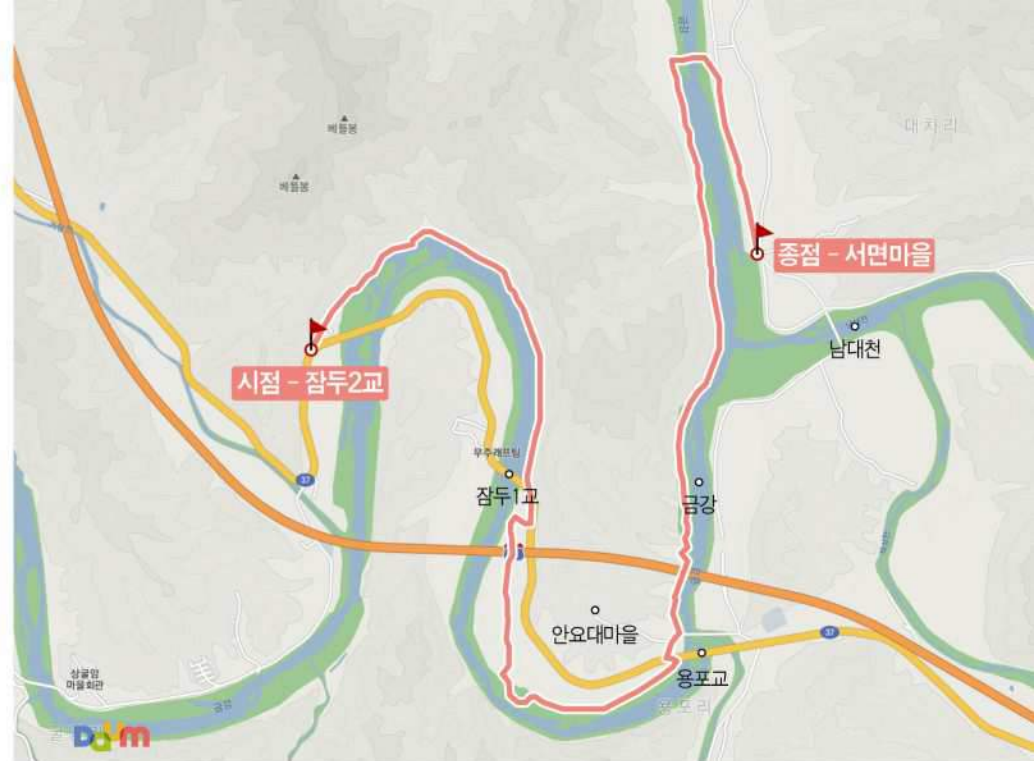 베틀봉
베틀봉
대차리
종점 - 서면마을
남대천
시점 - 잠두2교
무주래프팅
잠두1교
37
금강
안요대마을
37
용포교
상굴암
마을회관
금강
용포리
Daum